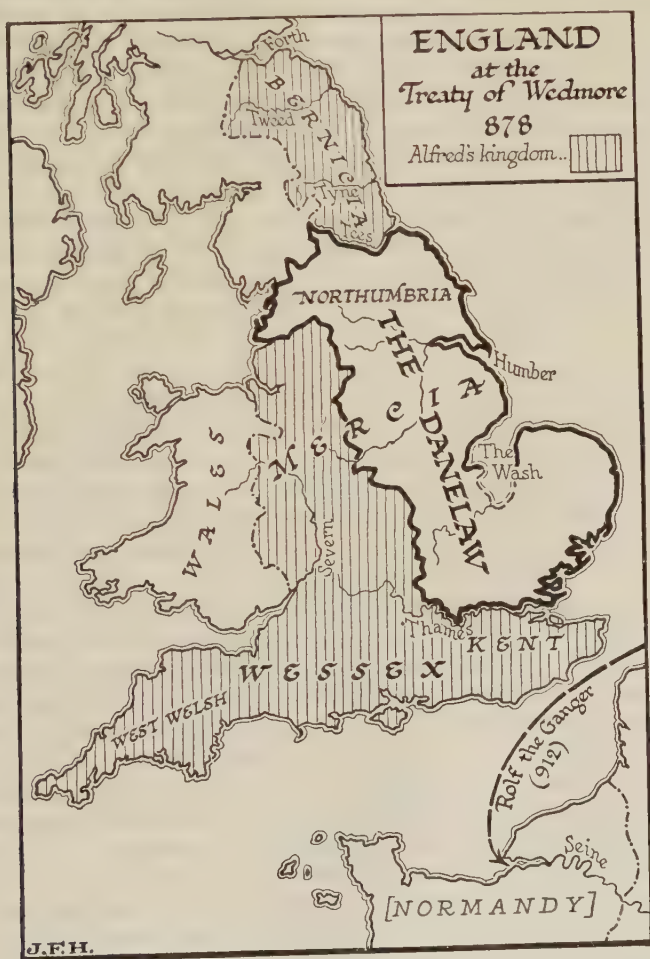 ENGLAND
at the
Treaty of Wedmore
878
Alfred's kingdom..
Forth
BERNICIA
Tweed
Tyne
Tees
NORTHUMBRIA
THE DANELAW
Humber
MERCIA
The
Wash
WALES
Severn
Thames
KENT
WESSEX
WEST WELSH
Rolf the Ganger
(912)
Seine
[NORMANDY]
J.F.H.